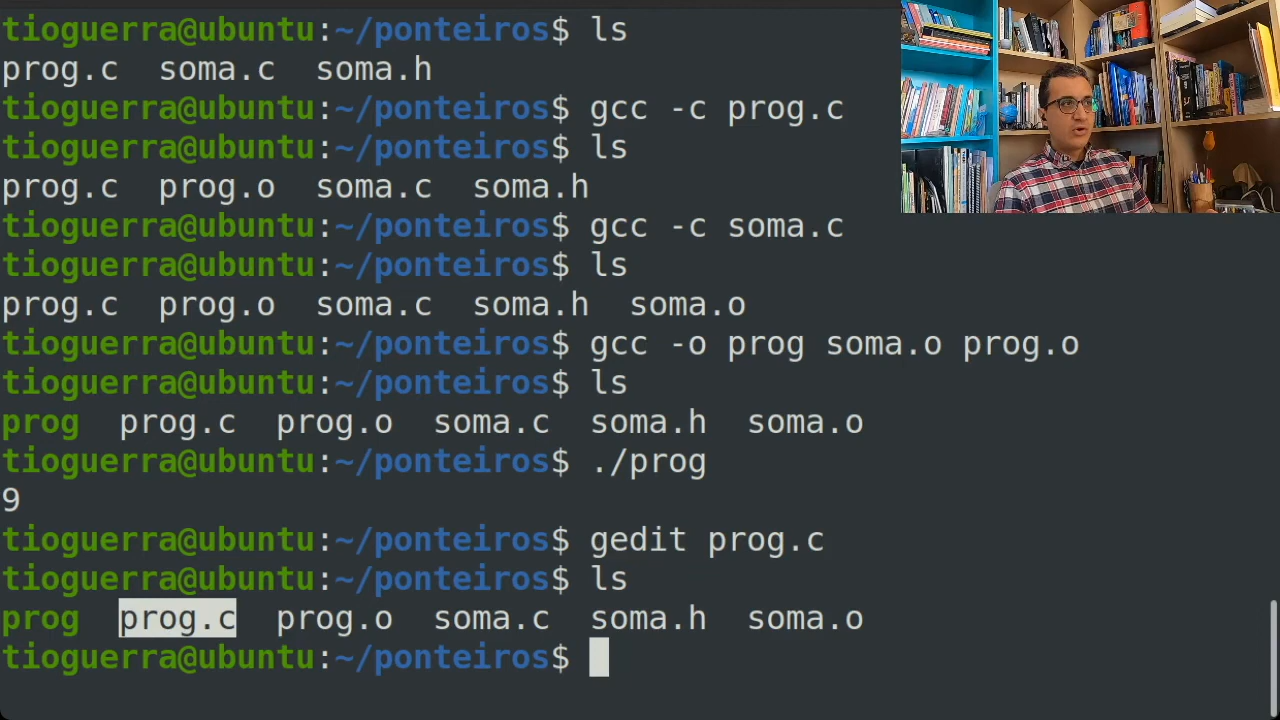 tioguerra@ubuntu:~/ponteiros$ ls
prog.c  soma.c  soma.h
tioguerra@ubuntu:~/ponteiros$ gcc -c prog.c
tioguerra@ubuntu:~/ponteiros$ ls
prog.c  prog.o  soma.c  soma.h
tioguerra@ubuntu:~/ponteiros$ gcc -c soma.c
tioguerra@ubuntu:~/ponteiros$ ls
prog.c  prog.o  soma.c  soma.h  soma.o
tioguerra@ubuntu:~/ponteiros$ gcc -o prog soma.o prog.o
tioguerra@ubuntu:~/ponteiros$ ls
prog  prog.c  prog.o  soma.c  soma.h  soma.o
tioguerra@ubuntu:~/ponteiros$ ./prog
9
tioguerra@ubuntu:~/ponteiros$ gedit prog.c
tioguerra@ubuntu:~/ponteiros$ ls
prog  prog.c  prog.o  soma.c  soma.h  soma.o
tioguerra@ubuntu:~/ponteiros$